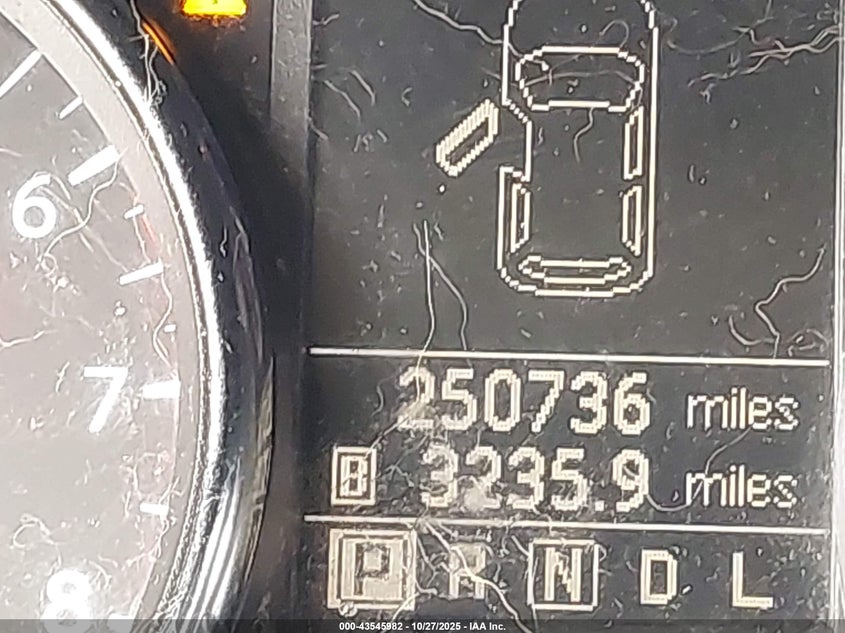 6
7
8
250736 miles
B 3235.9 miles
P R N D L
000-43545982 - 10/27/2025 - IAA Inc.